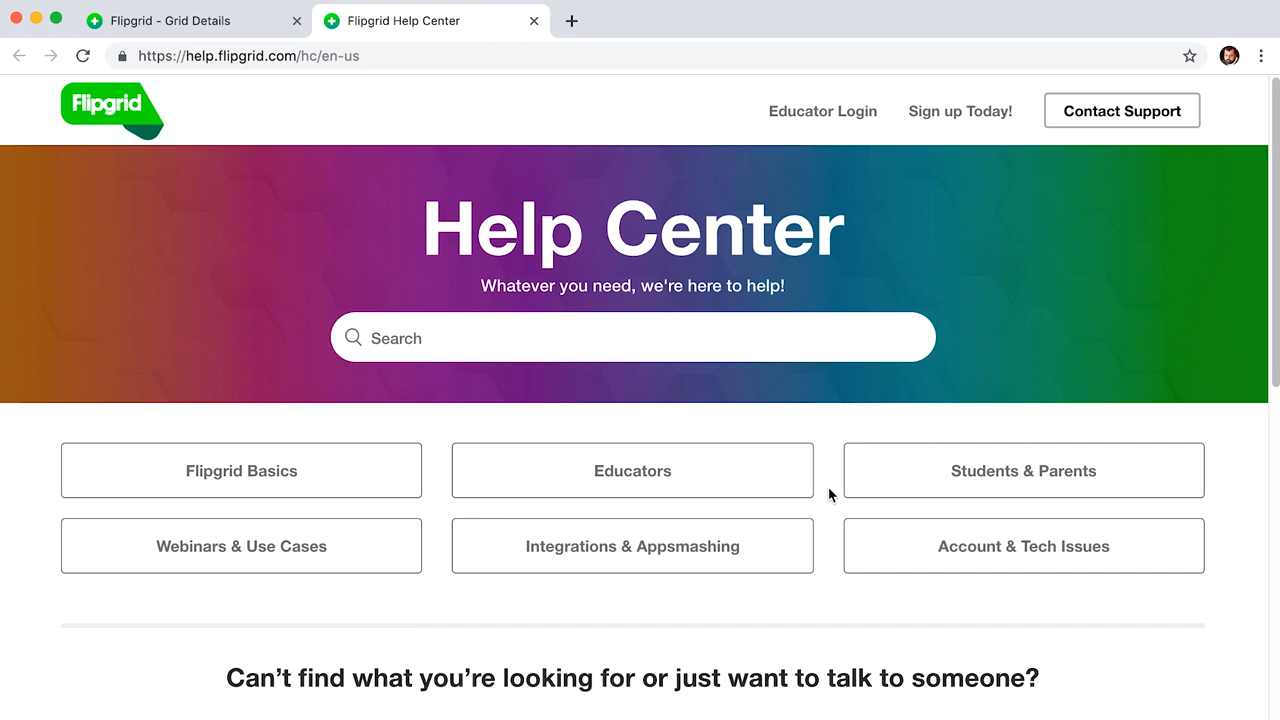 Flipgrid - Grid Details
Flipgrid Help Center
https://help.flipgrid.com/hc/en-us
Flipgrid
Educator Login
Sign up Today!
Contact Support
Help Center
Whatever you need, we're here to help!
Search
Flipgrid Basics
Educators
Students & Parents
Webinars & Use Cases
Integrations & Appsmashing
Account & Tech Issues
Can’t find what you’re looking for or just want to talk to someone?